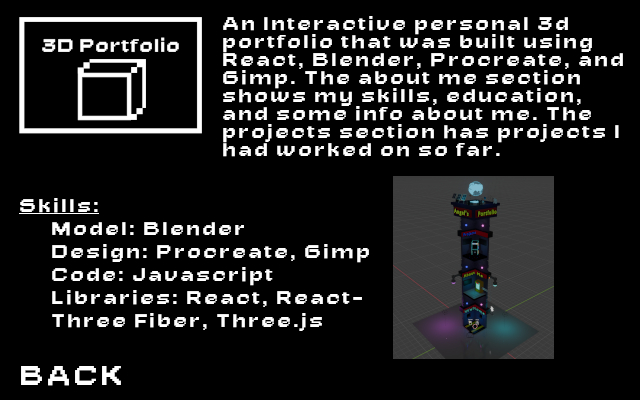 3D Portfolio
An Interactive personal 3d
portfolio that was built using
React, Blender, Procreate, and
Gimp. The about me section
shows my skills, education,
and some info about me. The
projects section has projects I
had worked on so far.
Skills:
Model: Blender
Design: Procreate, Gimp
Code: Javascript
Libraries: React, React-
Three Fiber, Three.js
Portfolio
BACK